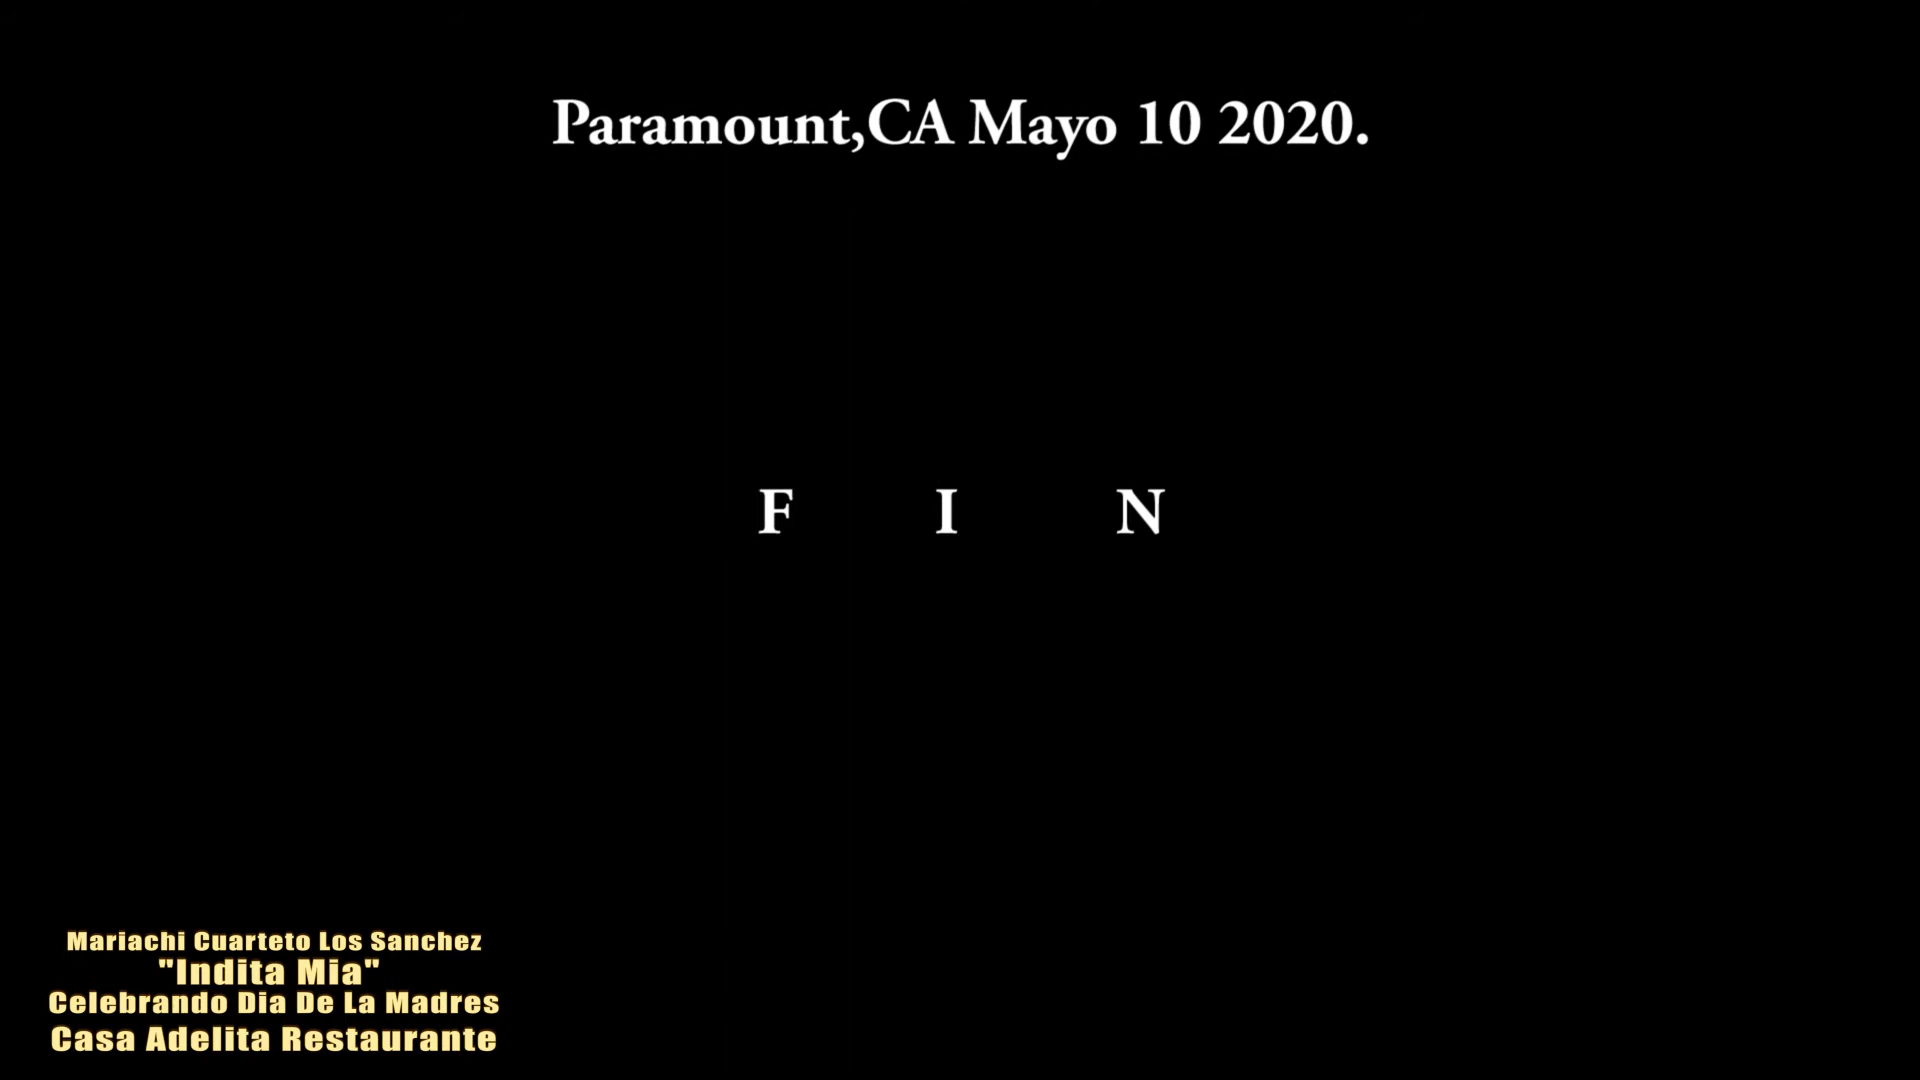 Paramount,CA Mayo 10 2020.
F I N
Mariachi Cuarteto Los Sanchez
"Indita Mia"
Celebrando Dia De La Madres
Casa Adelita Restaurante